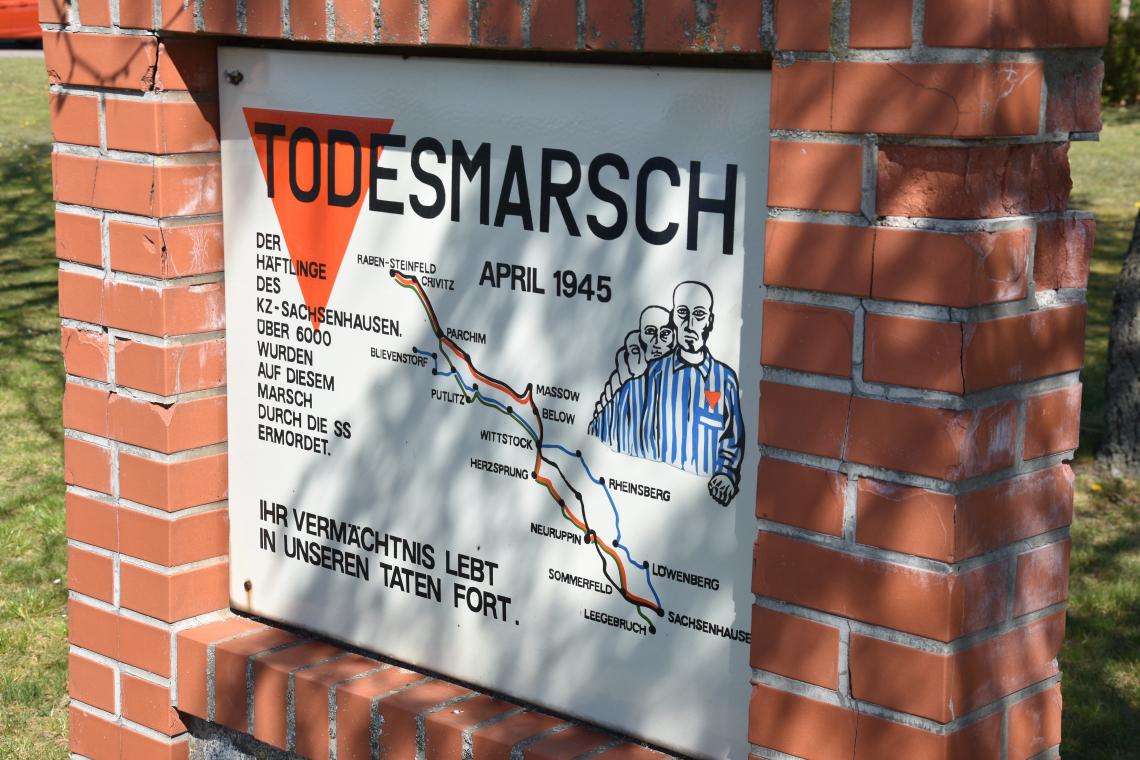 TODESMARSCH
APRIL 1945
DER
HÄFTLINGE
DES
KZ-SACHSENHAUSEN.
ÜBER 6000
WURDEN
AUF DIESEM
MARSCH
DURCH DIE SS
ERMORDET.
RABEN-STEINFELD
CRIVITZ
PARCHIM
BLIEVENSTORF
PUTLITZ
MASSOW
BELOW
WITTSTOCK
HERZSPRUNG
RHEINSBERG
NEURUPPIN
LÖWENBERG
SOMMERFELD
SACHSENHAUSE
LEEGEBRUCH
IHR VERMÄCHTNIS LEBT
IN UNSEREN TATEN FORT.